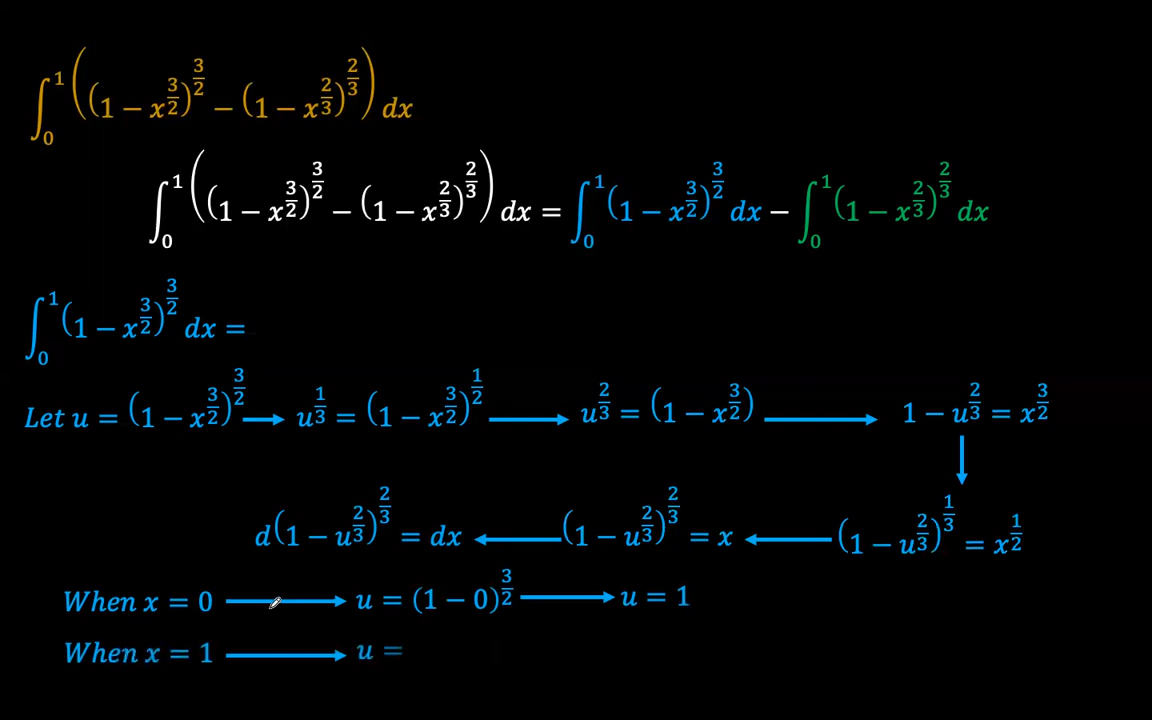 ∫₀¹ ((1 − x^(3/2))^(3/2) − (1 − x^(2/3))^(2/3)) dx
∫₀¹ ((1 − x^(3/2))^(3/2) − (1 − x^(2/3))^(2/3)) dx = ∫₀¹ (1 − x^(3/2))^(3/2) dx − ∫₀¹ (1 − x^(2/3))^(2/3) dx
∫₀¹ (1 − x^(3/2))^(3/2) dx =
Let u = (1 − x^(3/2))^(3/2) → u^(1/3) = (1 − x^(3/2))^(1/2) → u^(2/3) = (1 − x^(3/2)) → 1 − u^(2/3) = x^(3/2)
d(1 − u^(2/3))^(2/3) = dx ← (1 − u^(2/3))^(2/3) = x ← (1 − u^(2/3))^(1/3) = x^(1/2)
When x = 0 → u = (1 − 0)^(3/2) → u = 1
When x = 1 → u =